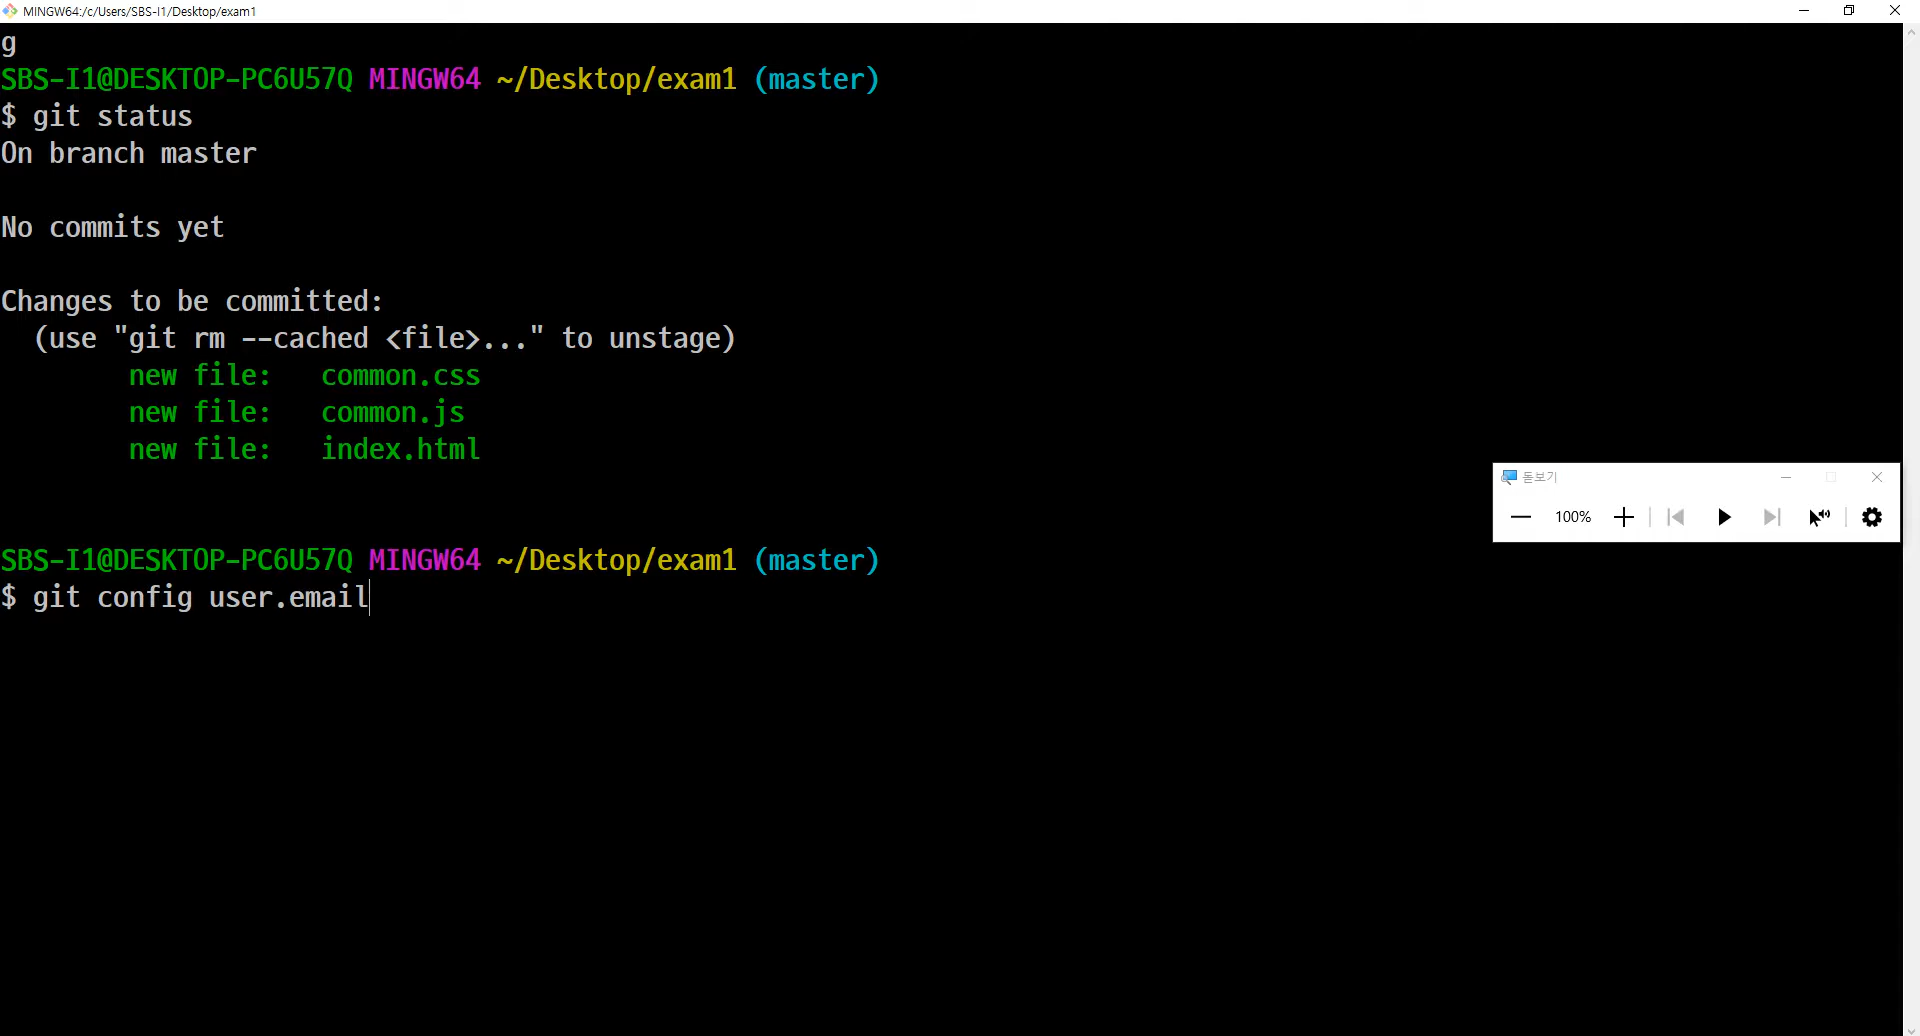 MINGW64:/c/Users/SBS-I1/Desktop/exam1
g
SBS-I1@DESKTOP-PC6U57Q MINGW64 ~/Desktop/exam1 (master)
$ git status
On branch master
No commits yet
Changes to be committed:
  (use "git rm --cached <file>..." to unstage)
        new file:   common.css
        new file:   common.js
        new file:   index.html
돋보기
100%
SBS-I1@DESKTOP-PC6U57Q MINGW64 ~/Desktop/exam1 (master)
$ git config user.email